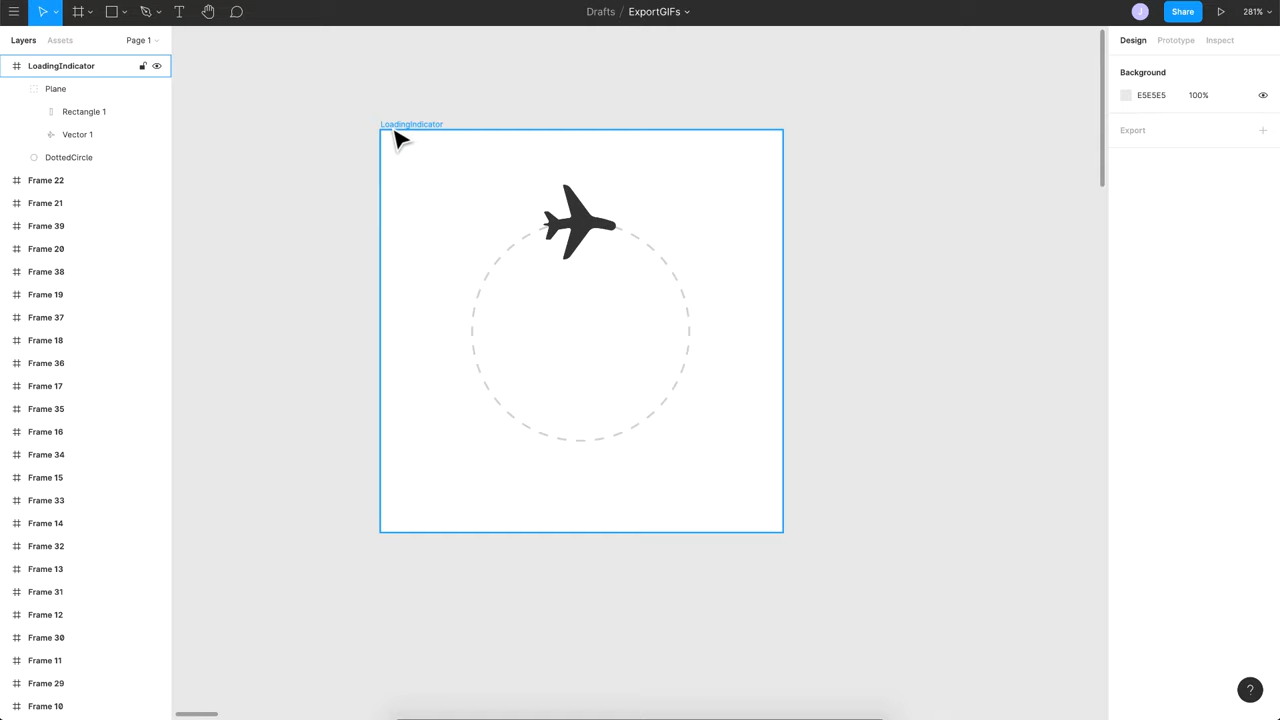 Drafts / ExportGIFs
J
Share
281%
Layers
Assets
Page 1
LoadingIndicator
Plane
Rectangle 1
Vector 1
DottedCircle
Frame 22
Frame 21
Frame 39
Frame 20
Frame 38
Frame 19
Frame 37
Frame 18
Frame 36
Frame 17
Frame 35
Frame 16
Frame 34
Frame 15
Frame 33
Frame 14
Frame 32
Frame 13
Frame 31
Frame 12
Frame 30
Frame 11
Frame 29
Frame 10
LoadingIndicator
Design
Prototype
Inspect
Background
E5E5E5
100%
Export
?